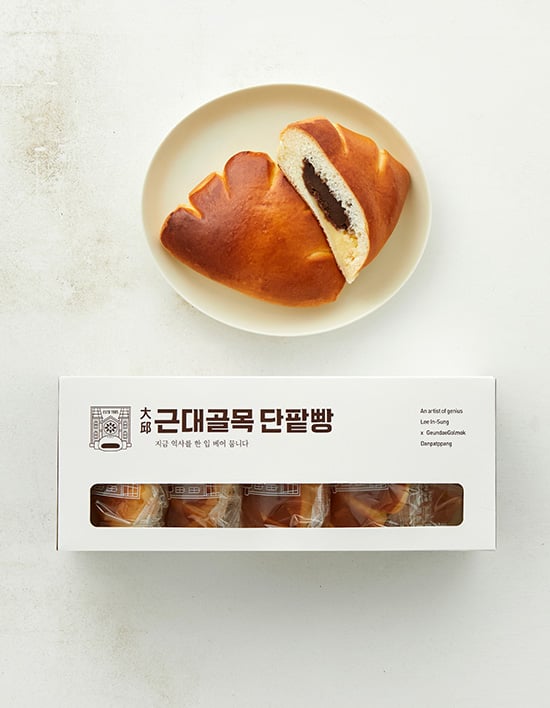 大邱 근대골목 단팥빵
지금 역사를 한 입 베어 뭅니다
An artist of genius
Lee In-Sung
x GeundaeGolmok
Danpatppang